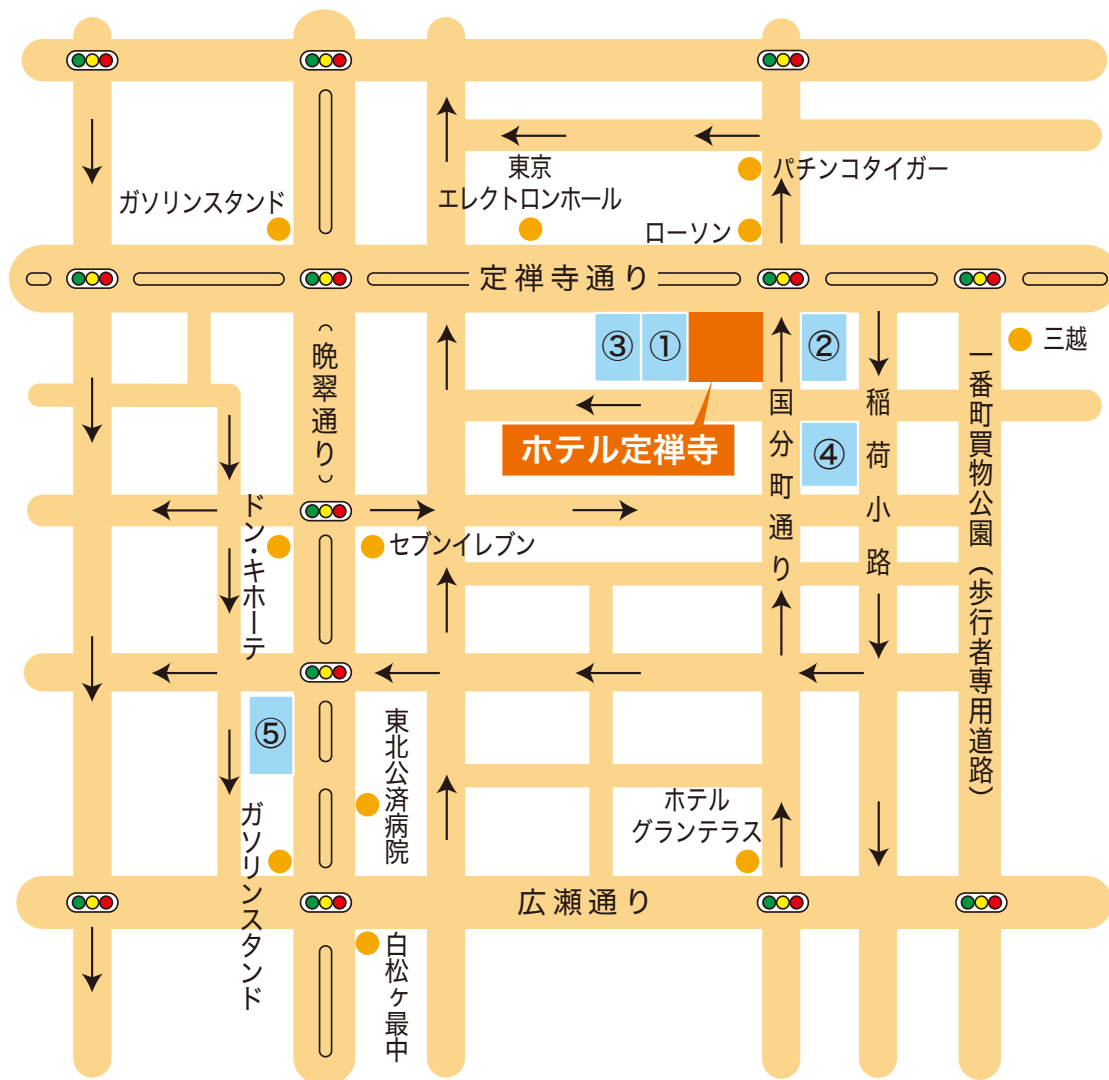 東京
エレクトロンホール
パチンコタイガー
ガソリンスタンド
ローソン
定禅寺通り
③
①
②
三越
（晩翠通り）
ホテル定禅寺
④
国分町通り
稲荷小路
一番町買物公園（歩行者専用道路）
ドン・キホーテ
セブンイレブン
⑤
東北公済病院
ホテル
グランテラス
ガソリンスタンド
広瀬通り
白松ヶ最中